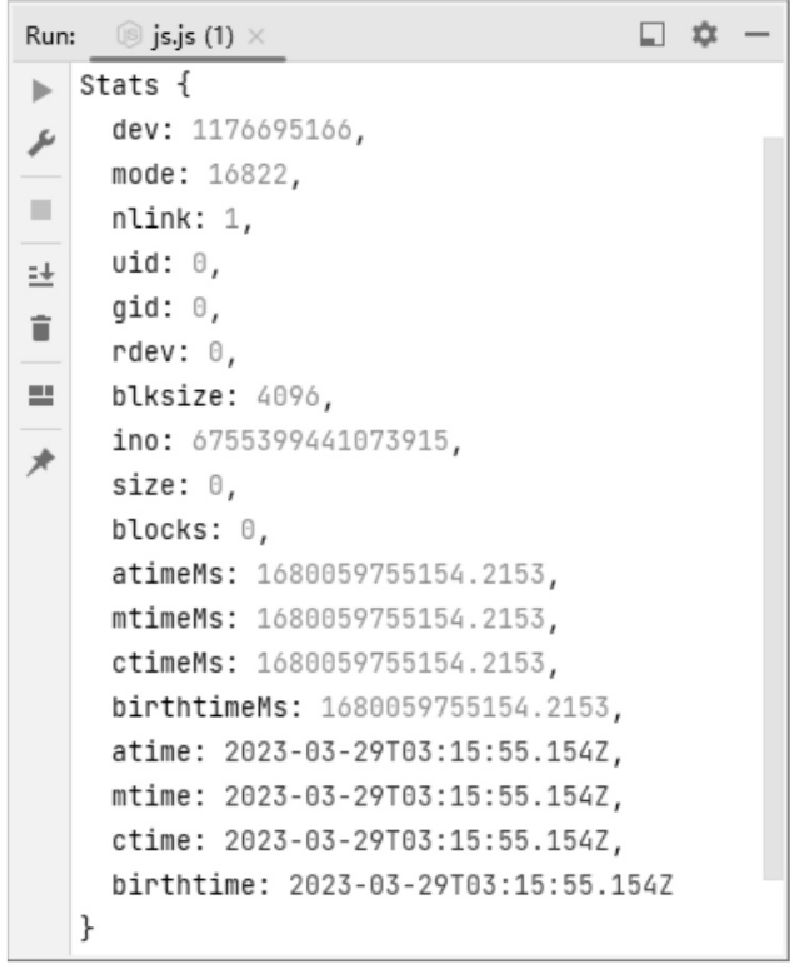 Run: js.js (1)
Stats {
dev: 1176695166,
mode: 16822,
nlink: 1,
uid: 0,
gid: 0,
rdev: 0,
blksize: 4096,
ino: 6755399441073915,
size: 0,
blocks: 0,
atimeMs: 1680059755154.2153,
mtimeMs: 1680059755154.2153,
ctimeMs: 1680059755154.2153,
birthtimeMs: 1680059755154.2153,
atime: 2023-03-29T03:15:55.154Z,
mtime: 2023-03-29T03:15:55.154Z,
ctime: 2023-03-29T03:15:55.154Z,
birthtime: 2023-03-29T03:15:55.154Z
}